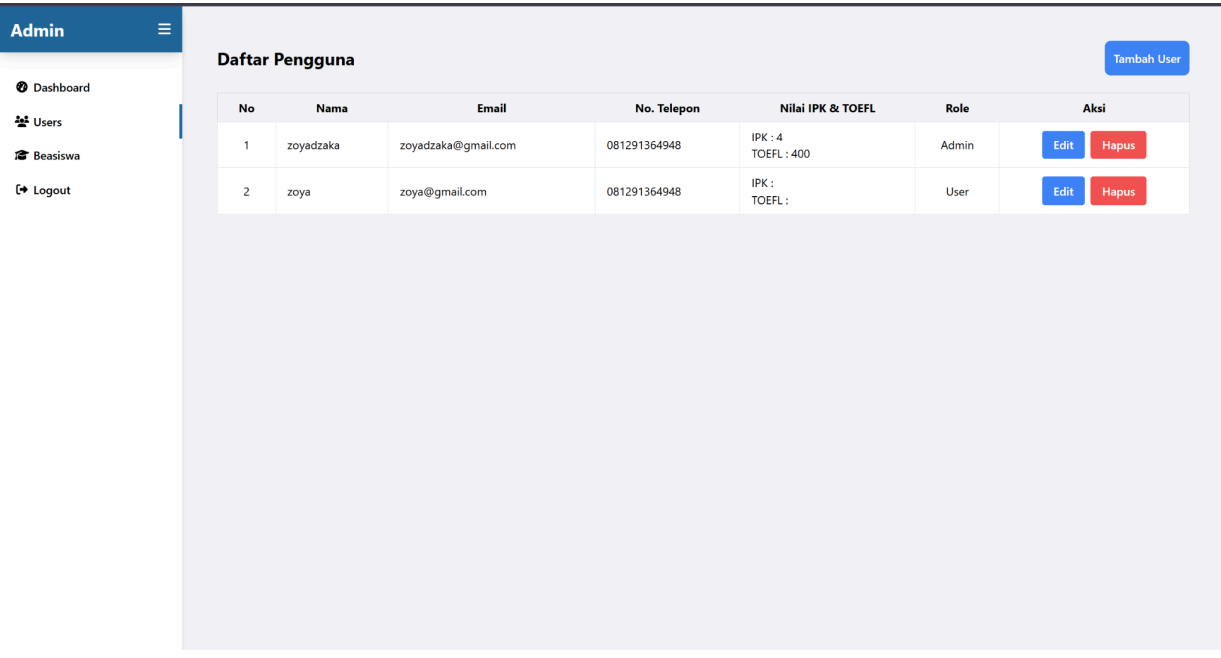 Admin
Dashboard
Users
Beasiswa
Logout
Daftar Pengguna
Tambah User
No Nama Email No. Telepon Nilai IPK & TOEFL Role Aksi
1 zoyadzaka zoyadzaka@gmail.com 081291364948 IPK : 4 Admin Edit Hapus
TOEFL : 400
2 zoya zoya@gmail.com 081291364948 IPK : User Edit Hapus
TOEFL :